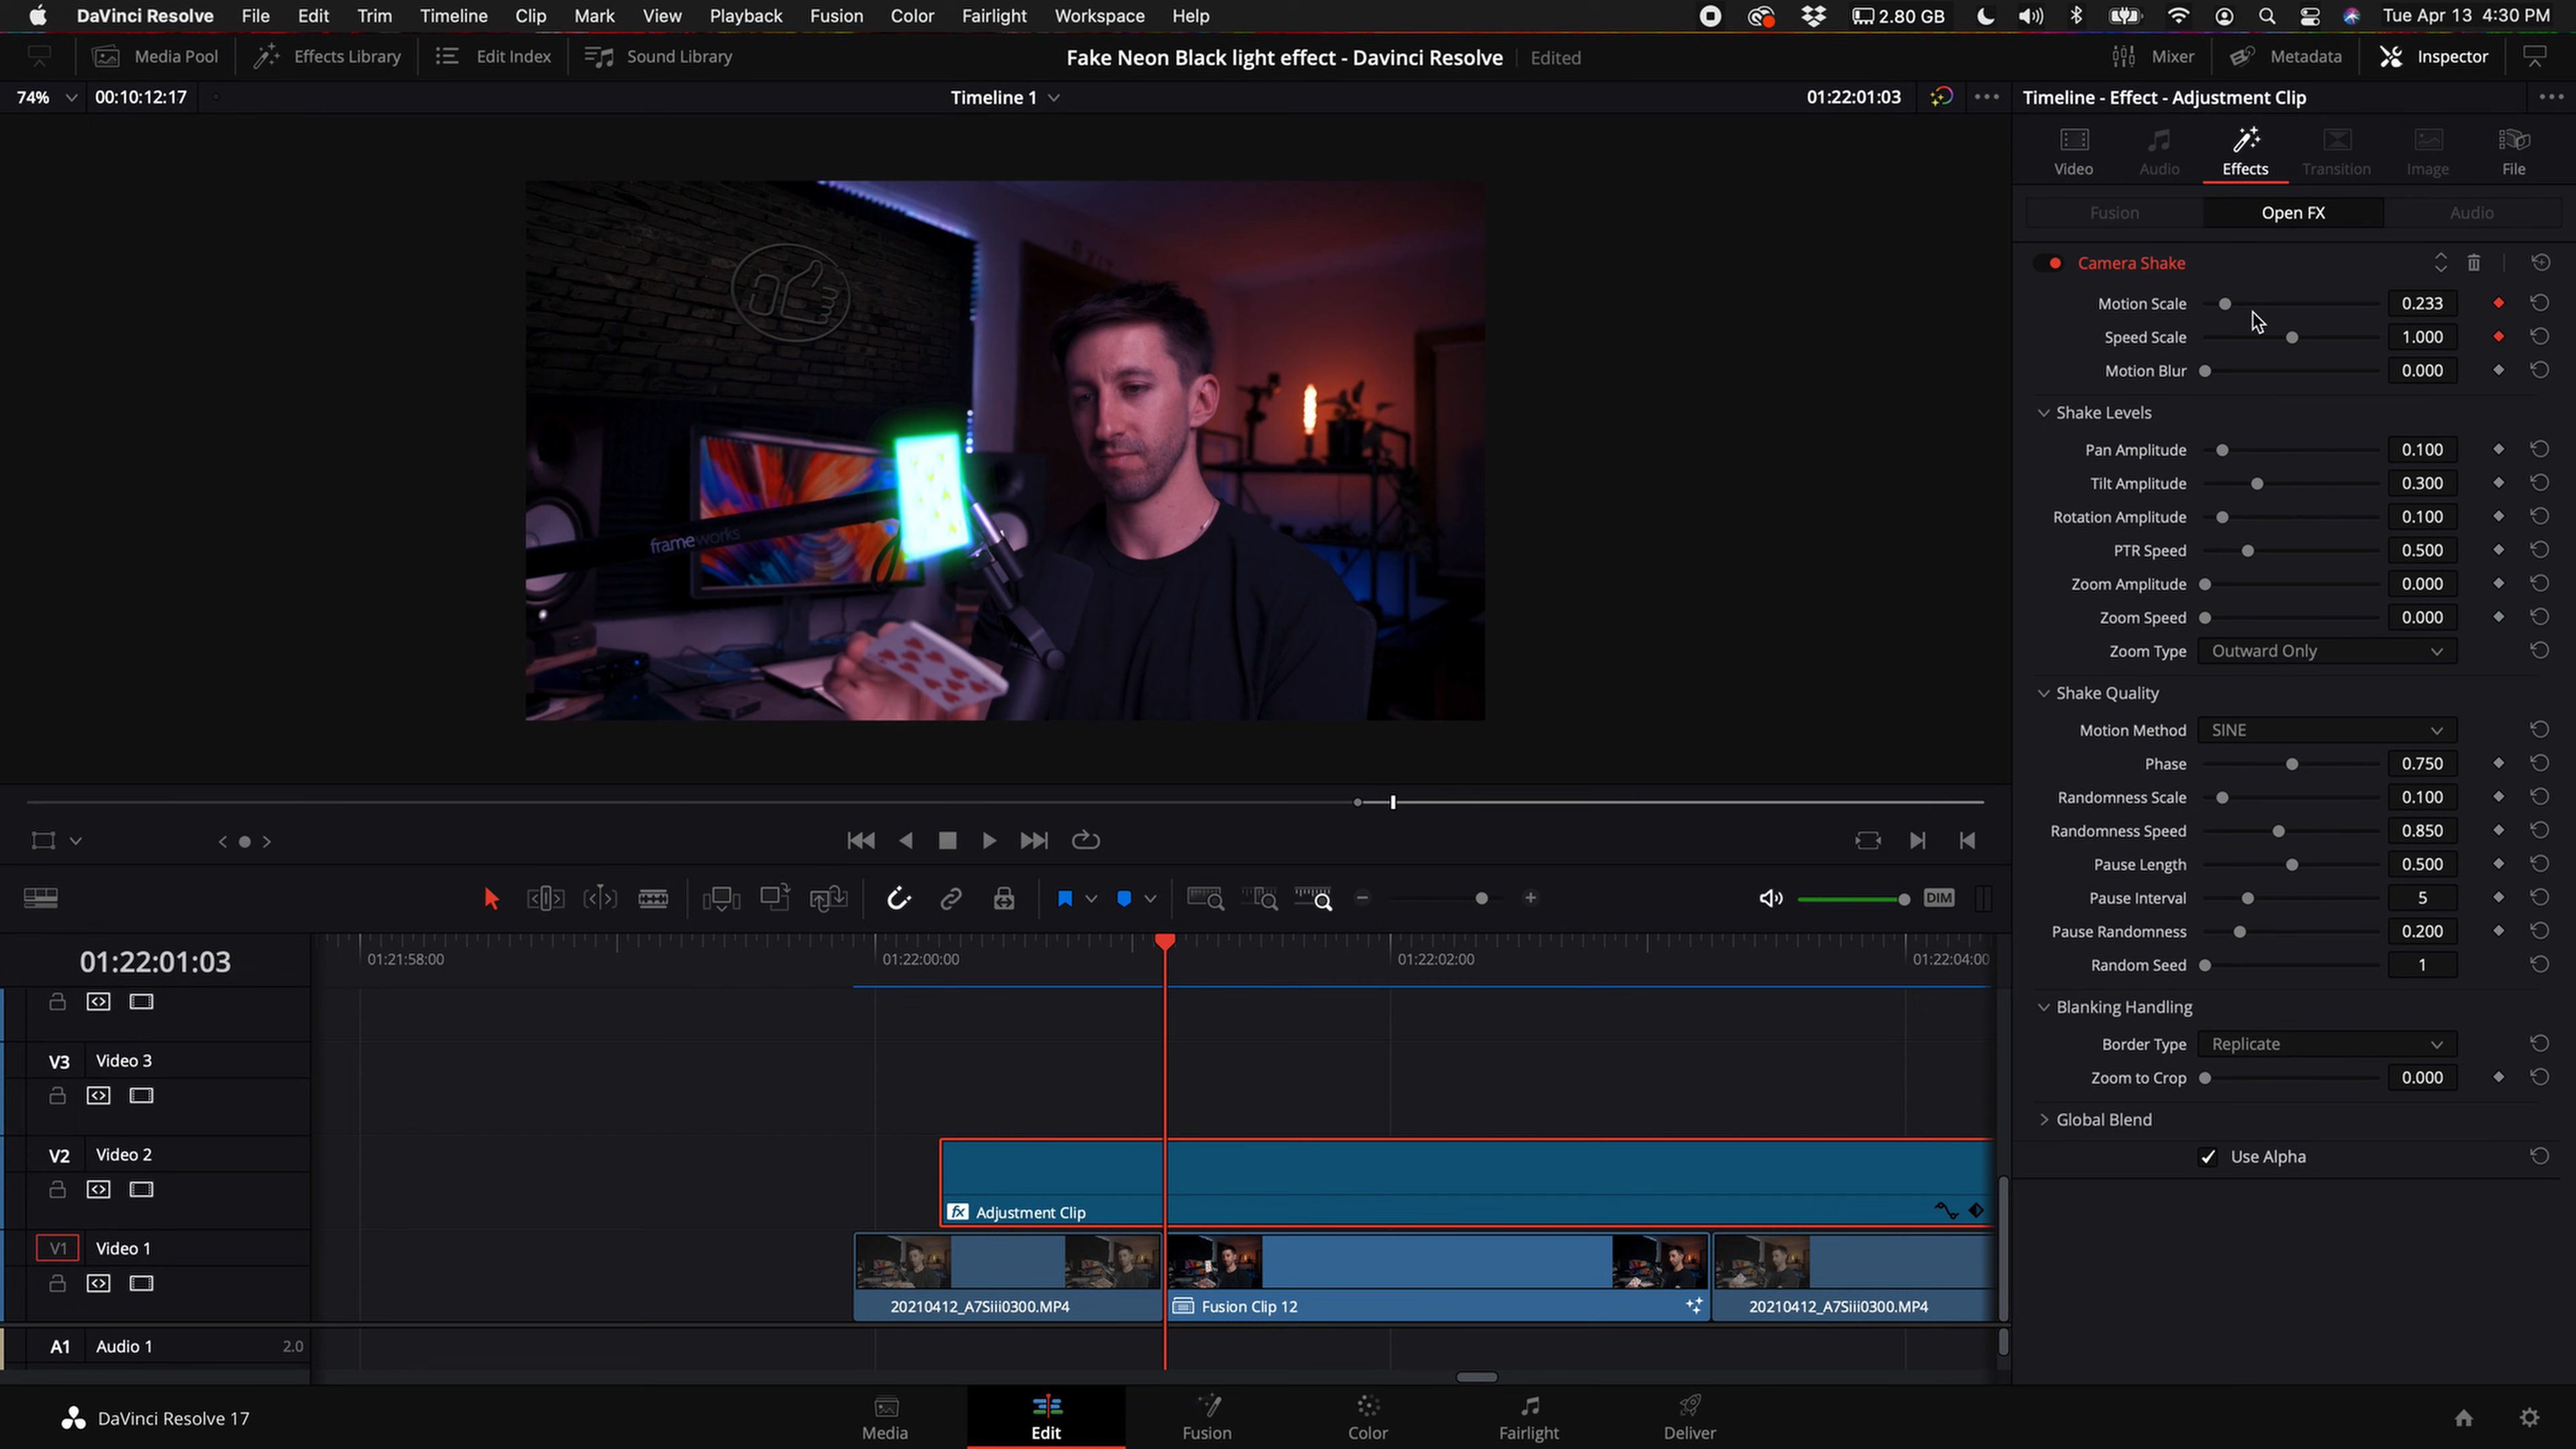 DaVinci Resolve File Edit Trim Timeline Clip Mark View Playback Fusion Color Fairlight Workspace Help 2.80 GB Tue Apr 13 4:30 PM
Media Pool Effects Library Edit Index Sound Library Fake Neon Black light effect - Davinci Resolve Edited Mixer Metadata Inspector
74% 00:10:12:17 Timeline 1 01:22:01:03 Timeline - Effect - Adjustment Clip
Video Audio Effects Transition Image File
Fusion Open FX Audio
Camera Shake
Motion Scale 0.233
Speed Scale 1.000
Motion Blur 0.000
Shake Levels
Pan Amplitude 0.100
Tilt Amplitude 0.300
Rotation Amplitude 0.100
PTR Speed 0.500
Zoom Amplitude 0.000
Zoom Speed 0.000
Zoom Type Outward Only
Shake Quality
Motion Method SINE
Phase 0.750
Randomness Scale 0.100
Randomness Speed 0.850
Pause Length 0.500
Pause Interval 5
Pause Randomness 0.200
Random Seed 1
Blanking Handling
Border Type Replicate
Zoom to Crop 0.000
Global Blend
Use Alpha
EXIT
frameworks
DIM
01:22:01:03 01:21:58:00 01:22:00:00 01:22:02:00 01:22:04:00
V3 Video 3
V2 Video 2
fx Adjustment Clip
V1 Video 1
20210412_A7Siii0300.MP4 Fusion Clip 12 20210412_A7Siii0300.MP4
A1 Audio 1 2.0
DaVinci Resolve 17 Media Edit Fusion Color Fairlight Deliver